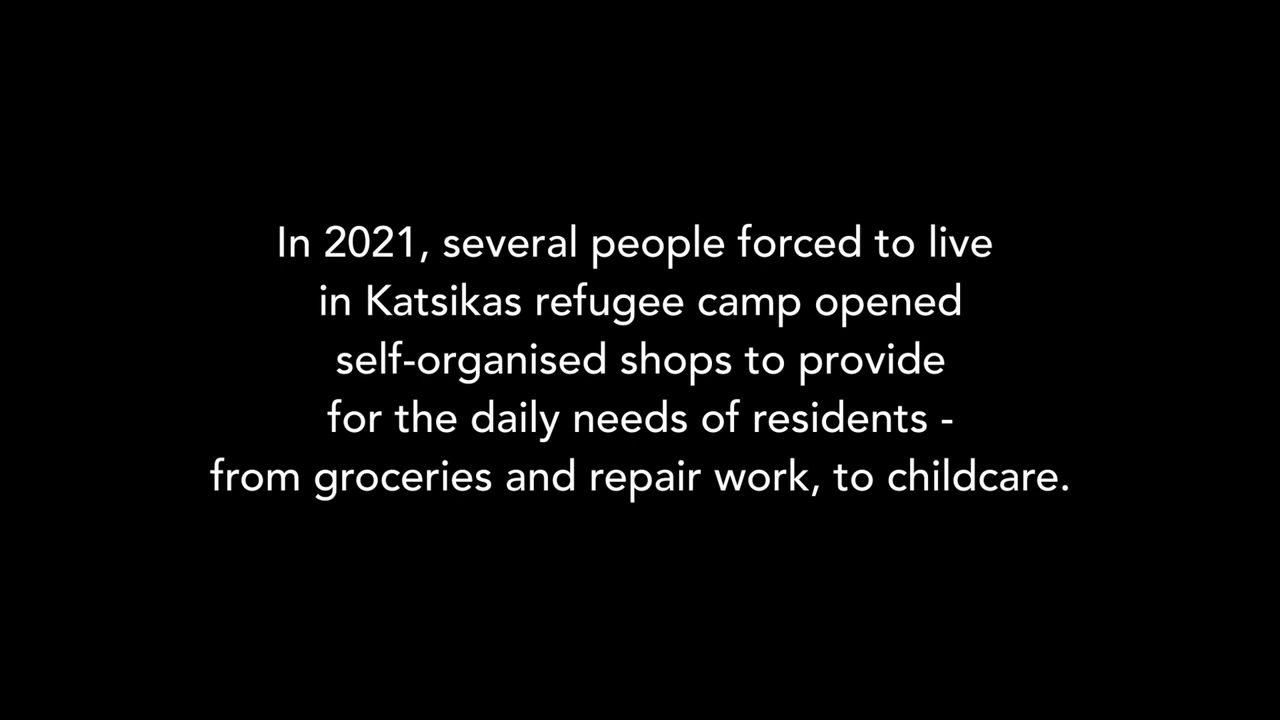 In 2021, several people forced to live
in Katsikas refugee camp opened
self-organised shops to provide
for the daily needs of residents -
from groceries and repair work, to childcare.